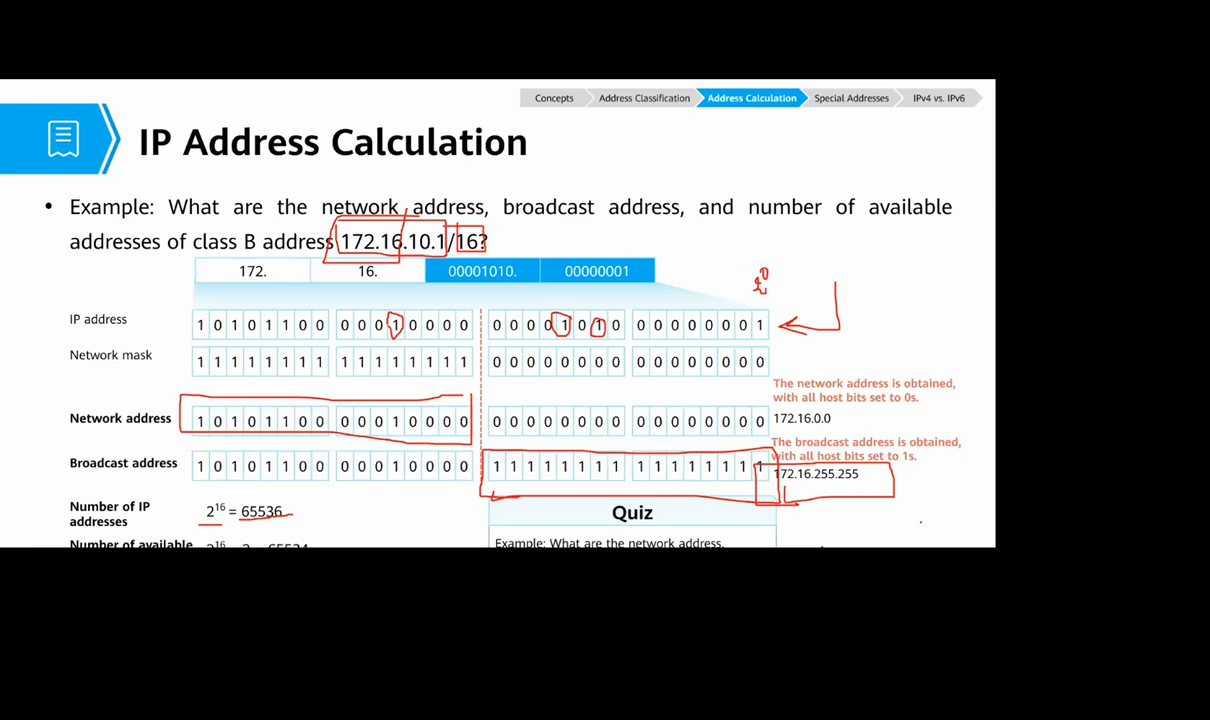 Concepts Address Classification Address Calculation Special Addresses IPv4 vs. IPv6
IP Address Calculation
• Example: What are the network address, broadcast address, and number of available
addresses of class B address 172.16.10.1/16?
172. 16. 00001010. 00000001
2⁰
IP address 1 0 1 0 1 1 0 0 0 0 0 1 0 0 0 0 0 0 0 0 1 0 1 0 0 0 0 0 0 0 0 1
Network mask 1 1 1 1 1 1 1 1 1 1 1 1 1 1 1 1 0 0 0 0 0 0 0 0 0 0 0 0 0 0 0 0
The network address is obtained,
with all host bits set to 0s.
Network address 1 0 1 0 1 1 0 0 0 0 0 1 0 0 0 0 0 0 0 0 0 0 0 0 0 0 0 0 0 0 0 0 172.16.0.0
The broadcast address is obtained,
with all host bits set to 1s.
Broadcast address 1 0 1 0 1 1 0 0 0 0 0 1 0 0 0 0 1 1 1 1 1 1 1 1 1 1 1 1 1 1 1 1 172.16.255.255
Number of IP
addresses 2¹⁶ = 65536
Quiz
Number of available 2¹⁶ - 2 = 65534
Example: What are the network address,